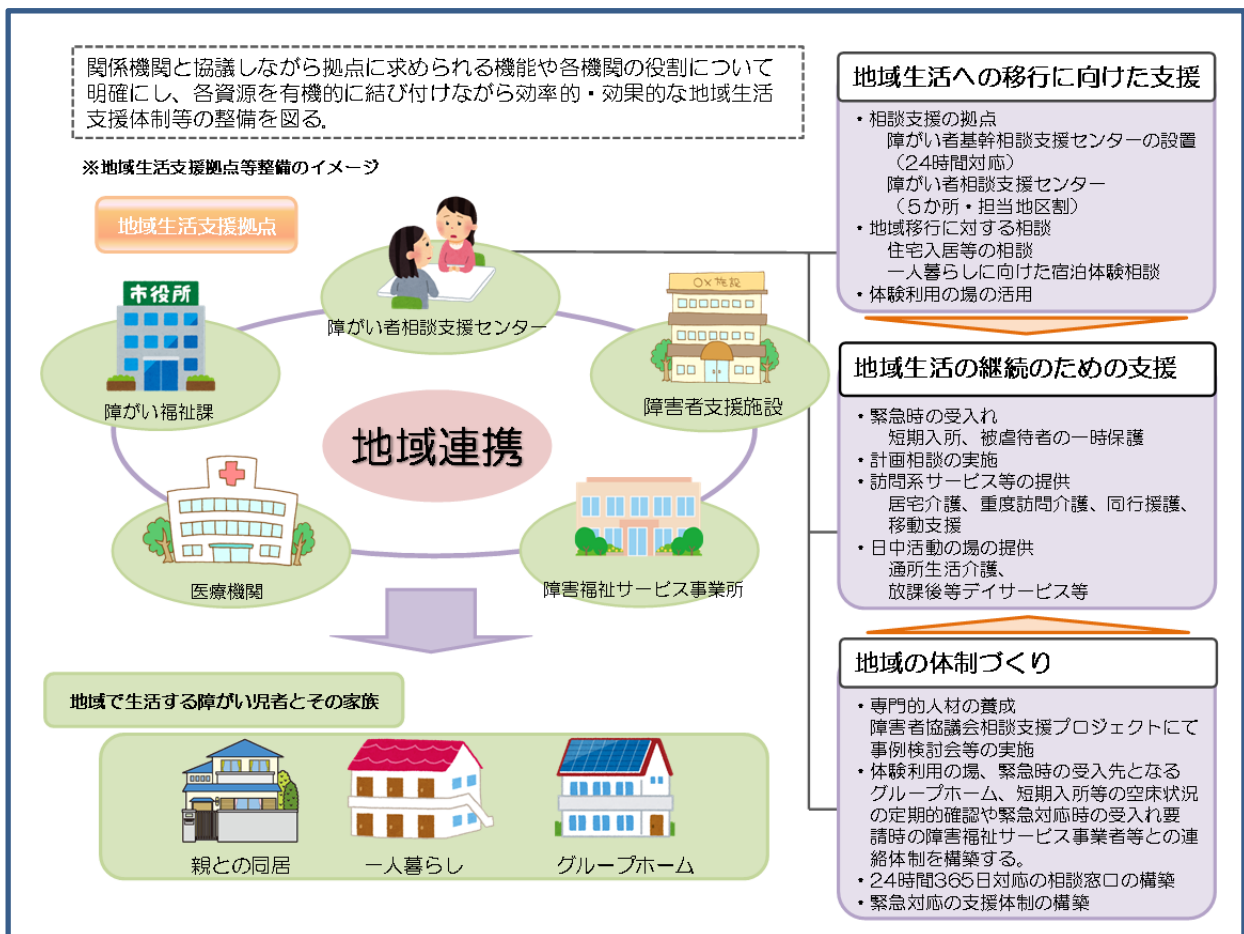 関係機関と協議しながら拠点に求められる機能や各機関の役割について
明確にし、各資源を有機的に結び付けながら効率的・効果的な地域生活
支援体制等の整備を図る。
※地域生活支援拠点等整備のイメージ
地域生活支援拠点
市役所
障がい福祉課
障がい者相談支援センター
○×施設
障害者支援施設
地域連携
医療機関
障害福祉サービス事業所
地域で生活する障がい児者とその家族
親との同居
一人暮らし
グループホーム
地域生活への移行に向けた支援
・相談支援の拠点
障がい者基幹相談支援センターの設置
（24時間対応）
障がい者相談支援センター
（５か所・担当地区割）
・地域移行に対する相談
住宅入居等の相談
一人暮らしに向けた宿泊体験相談
・体験利用の場の活用
地域生活の継続のための支援
・緊急時の受入れ
短期入所、被虐待者の一時保護
・計画相談の実施
・訪問系サービス等の提供
居宅介護、重度訪問介護、同行援護、
移動支援
・日中活動の場の提供
通所生活介護、
放課後等デイサービス等
地域の体制づくり
・専門的人材の養成
障害者協議会相談支援プロジェクトにて
事例検討会等の実施
・体験利用の場、緊急時の受入先となる
グループホーム、短期入所等の空床状況
の定期的確認や緊急対応時の受入れ要
請時の障害福祉サービス事業者等との連
絡体制を構築する。
・24時間365日対応の相談窓口の構築
・緊急対応の支援体制の構築